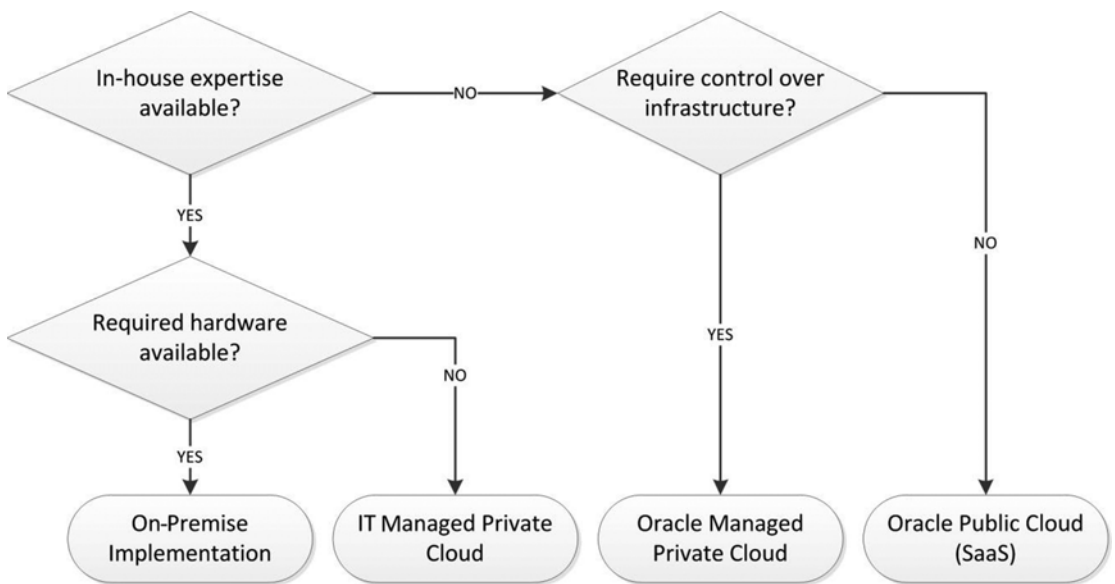 In-house expertise
available?
NO
Require control over
infrastructure?
YES
NO
Required hardware
available?
YES
NO
YES
On-Premise
Implementation
IT Managed Private
Cloud
Oracle Managed
Private Cloud
Oracle Public Cloud
(SaaS)